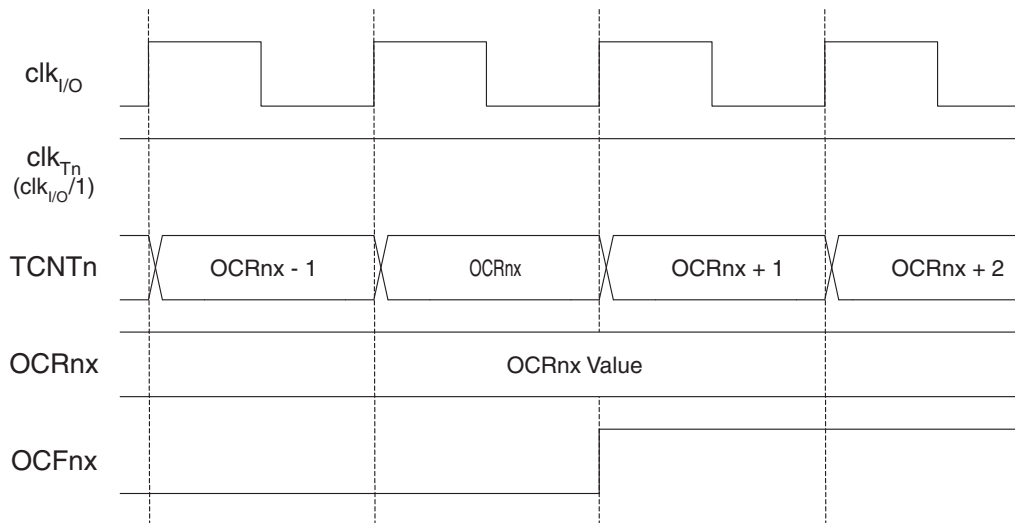 clkI/O
clkTn
(clkI/O/1)
TCNTn OCRnx - 1 OCRnx OCRnx + 1 OCRnx + 2
OCRnx OCRnx Value
OCFnx